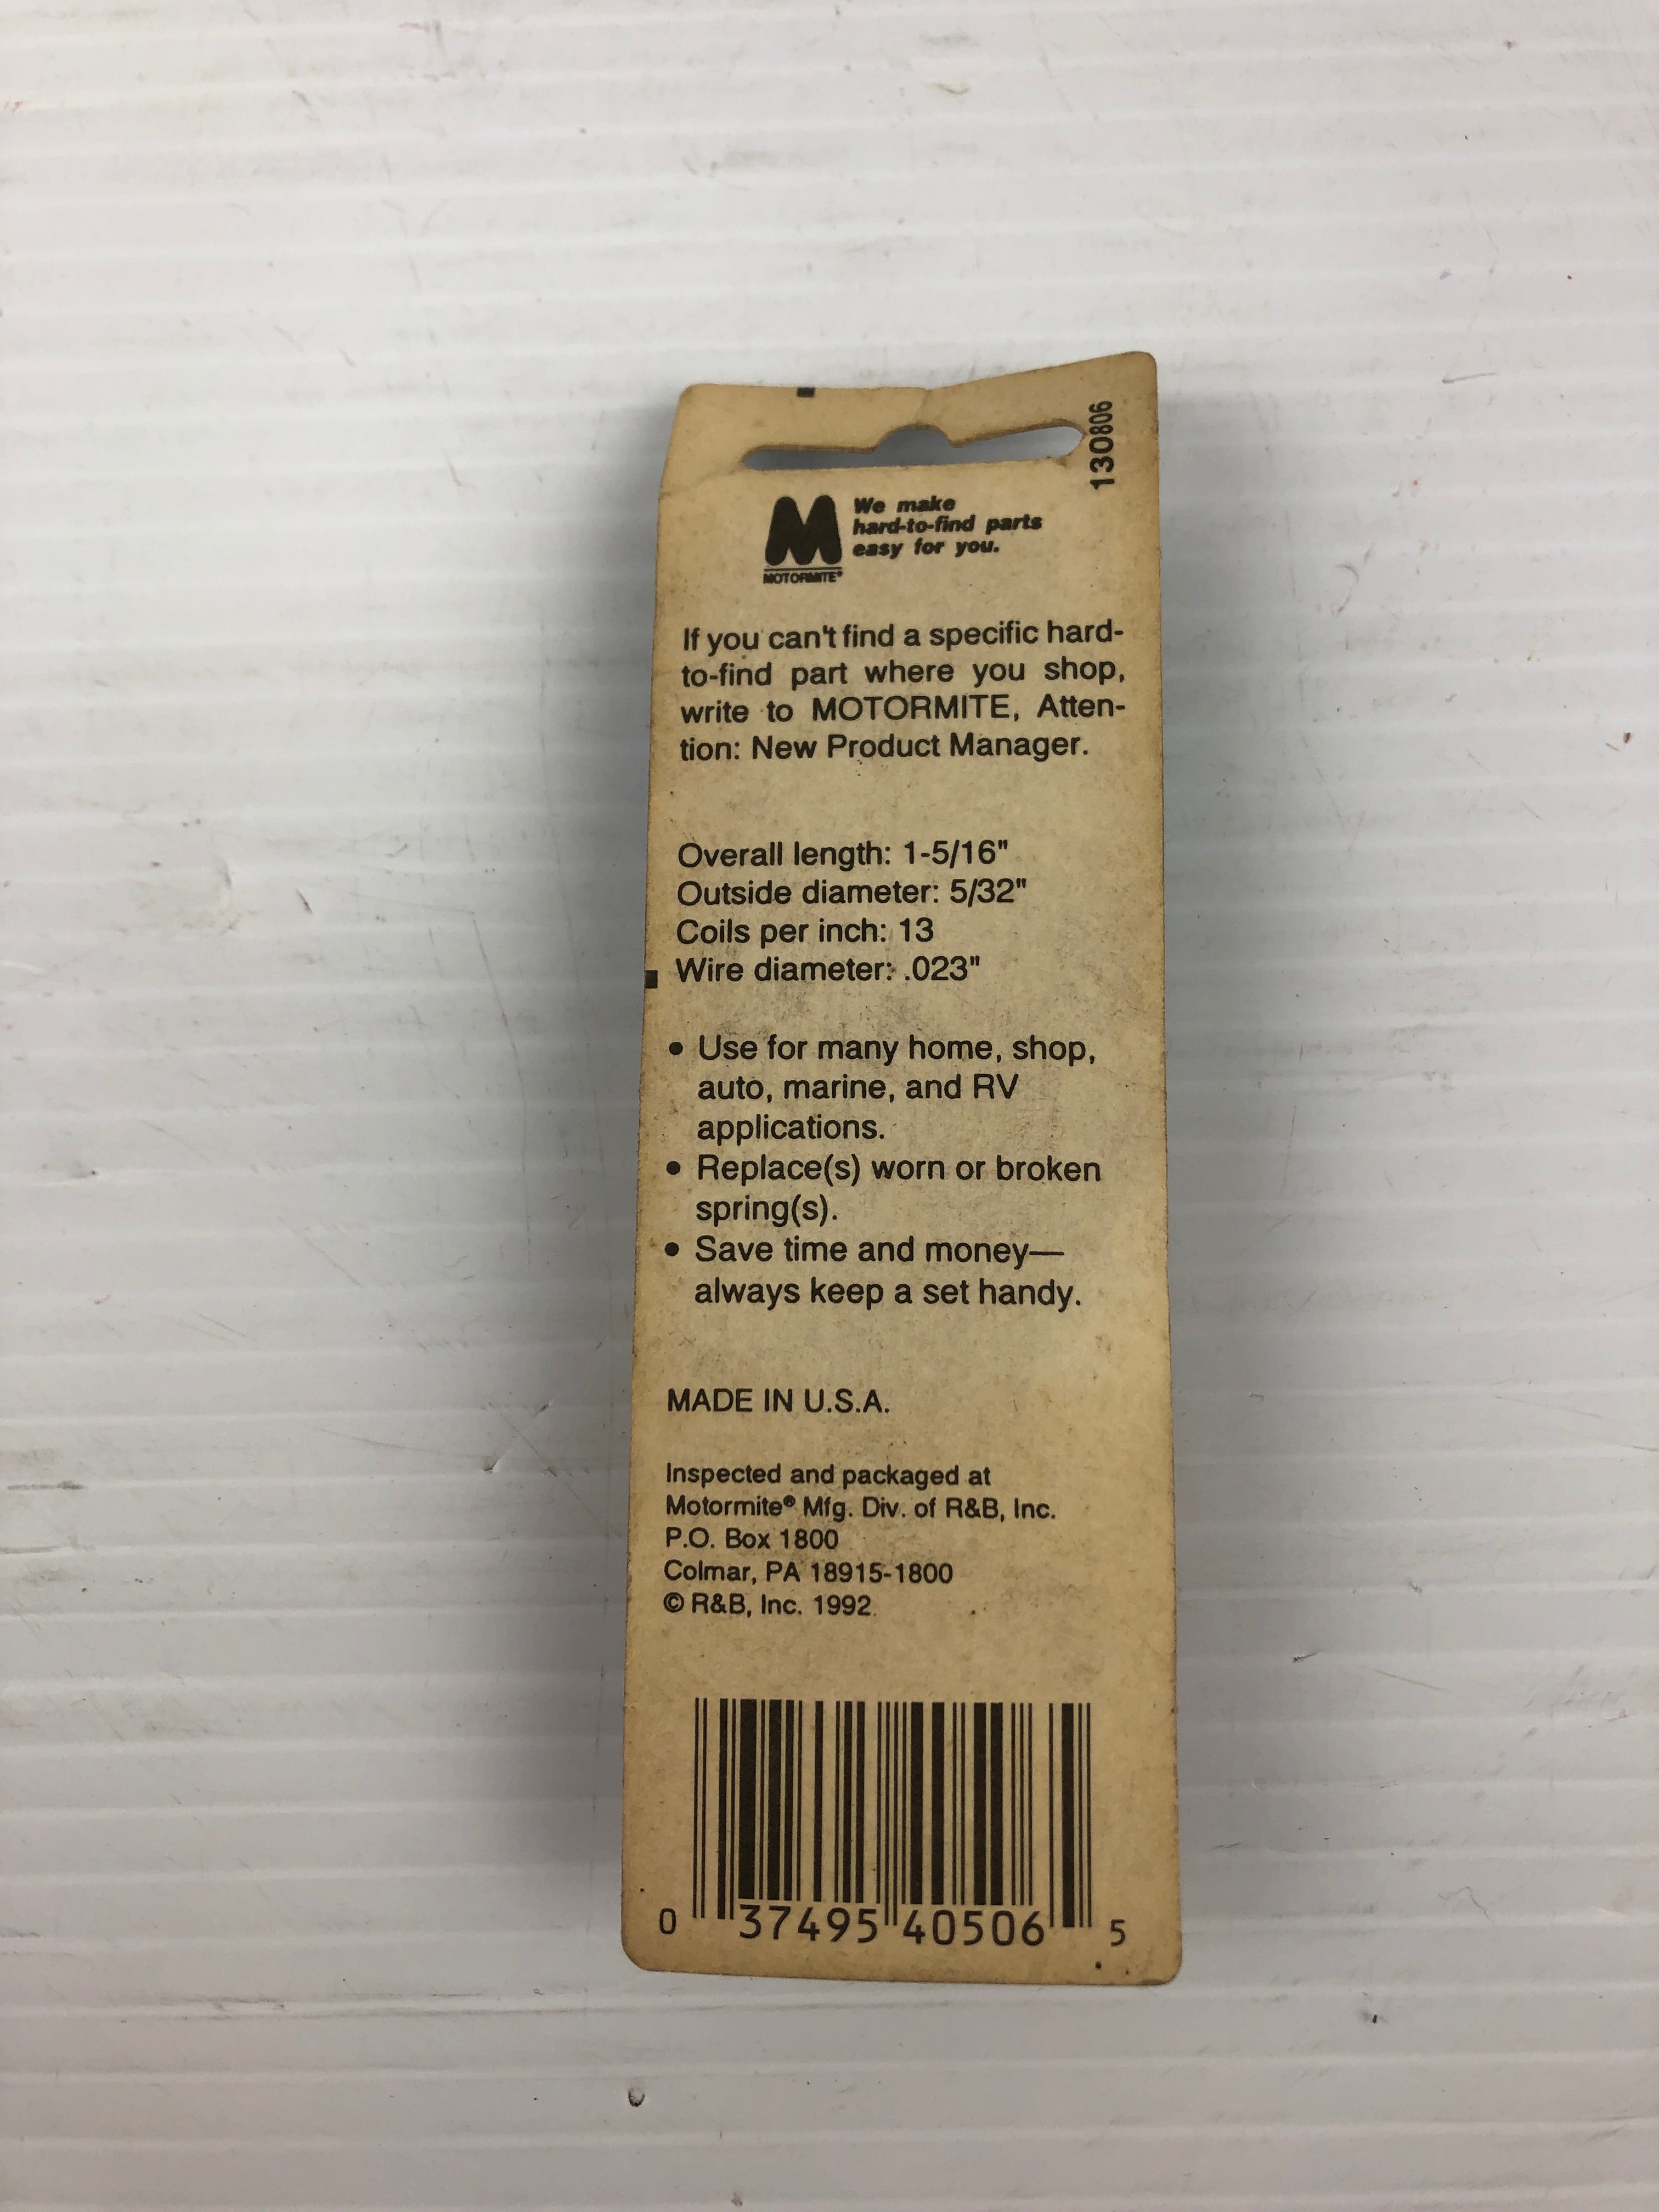 130806
We make
hard-to-find parts
easy for you.
MOTORMITE®
If you can't find a specific hard-
to-find part where you shop,
write to MOTORMITE, Atten-
tion: New Product Manager.
Overall length: 1-5/16"
Outside diameter: 5/32"
Coils per inch: 13
Wire diameter: .023"
• Use for many home, shop,
auto, marine, and RV
applications.
• Replace(s) worn or broken
spring(s).
• Save time and money—
always keep a set handy.
MADE IN U.S.A.
Inspected and packaged at
Motormite® Mfg. Div. of R&B, Inc.
P.O. Box 1800
Colmar, PA 18915-1800
© R&B, Inc. 1992
0 37495 40506 5